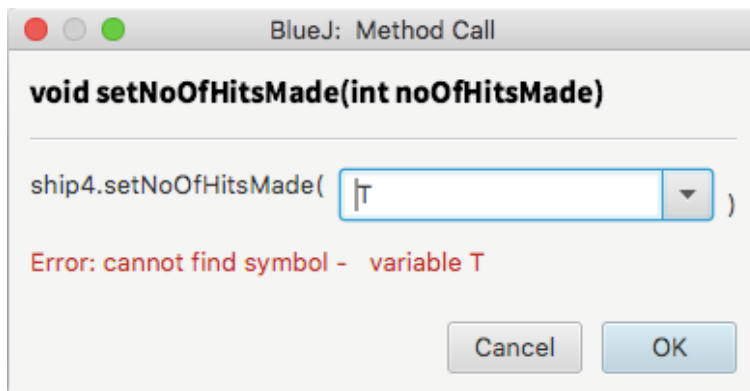 BlueJ: Method Call
void setNoOfHitsMade(int noOfHitsMade)
ship4.setNoOfHitsMade( T )
Error: cannot find symbol - variable T
Cancel OK